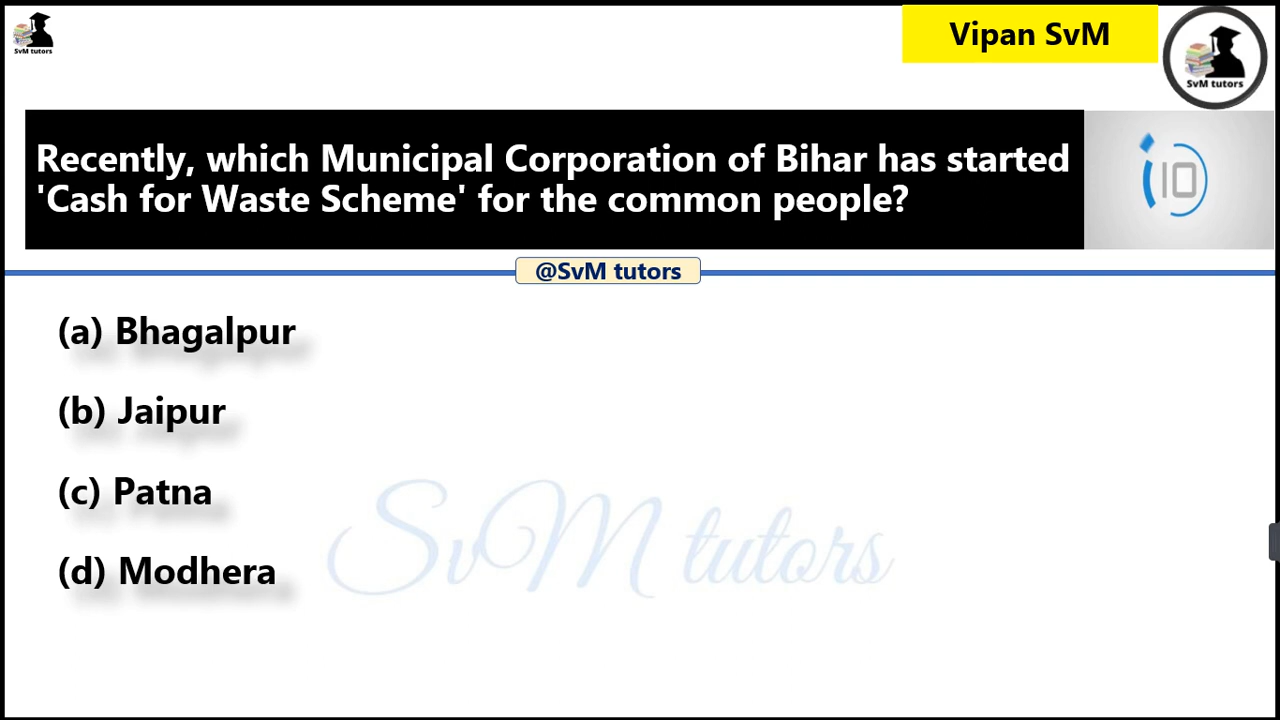 SvM tutors
Vipan SvM
SvM tutors
Recently, which Municipal Corporation of Bihar has started
'Cash for Waste Scheme' for the common people?
10
@SvM tutors
(a) Bhagalpur
(b) Jaipur
(c) Patna
(d) Modhera
SvM tutors